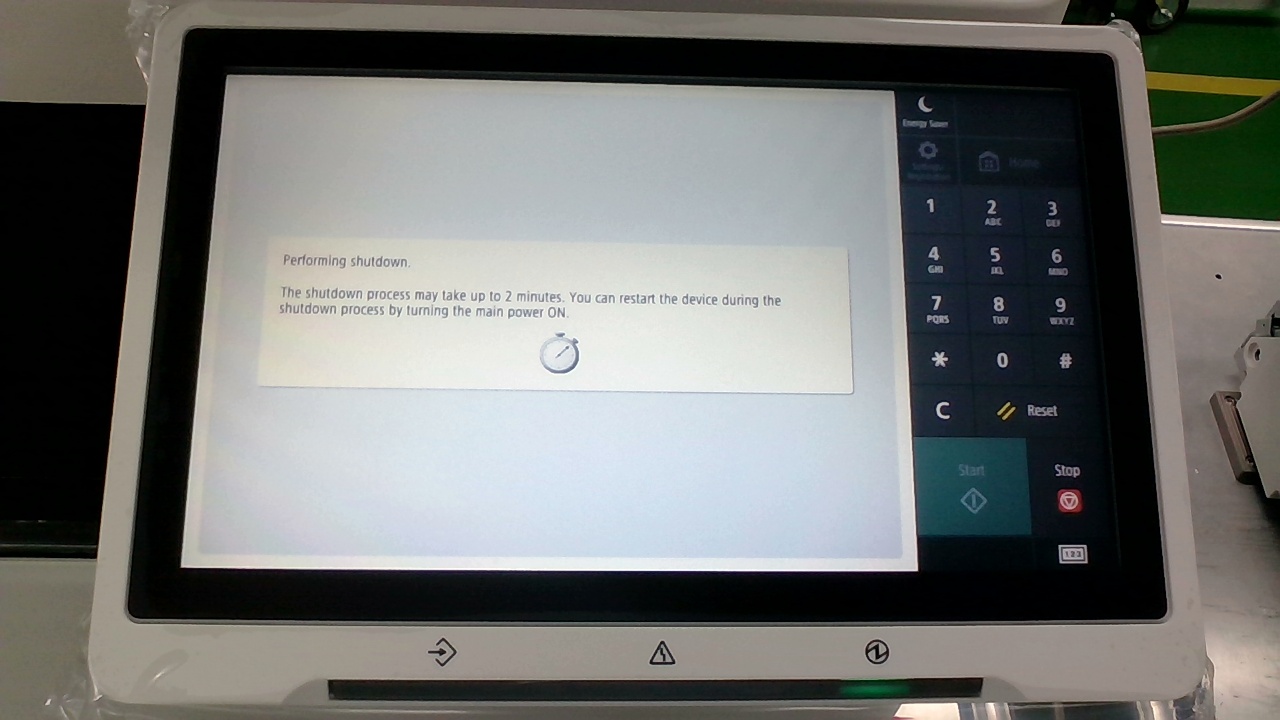 Energy Saver
Settings/
Registration
Home
Performing shutdown.
The shutdown process may take up to 2 minutes. You can restart the device during the
shutdown process by turning the main power ON.
1
2
ABC
3
DEF
4
GHI
5
JKL
6
MNO
7
PQRS
8
TUV
9
WXYZ
*
0
#
C
Reset
Start
Stop
123